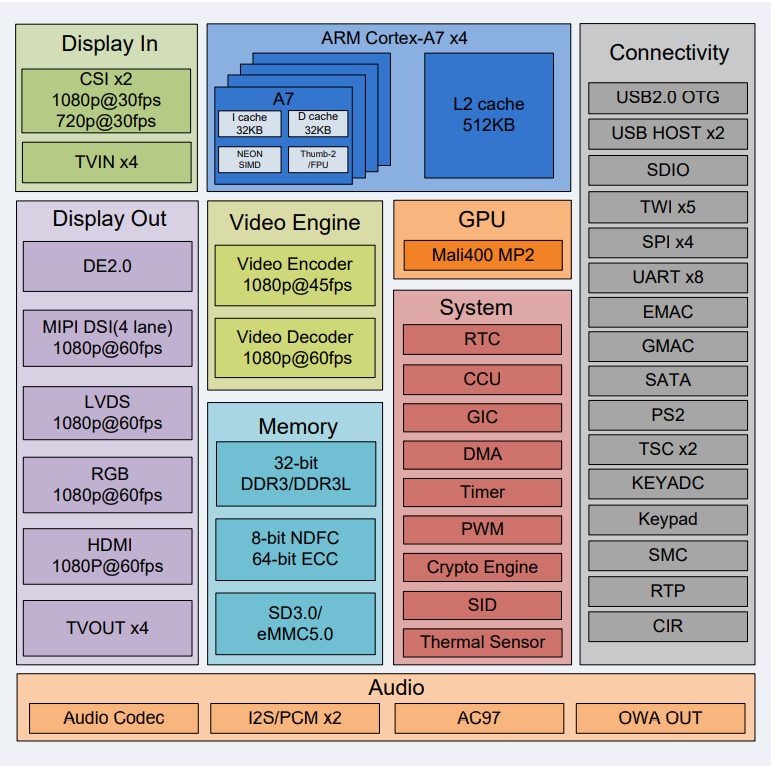 Display In
CSI x2
1080p@30fps
720p@30fps
TVIN x4
ARM Cortex-A7 x4
A7
I cache
32KB
D cache
32KB
NEON
SIMD
Thumb-2
/FPU
L2 cache
512KB
Connectivity
USB2.0 OTG
USB HOST x2
SDIO
TWI x5
SPI x4
UART x8
EMAC
GMAC
SATA
PS2
TSC x2
KEYADC
Keypad
SMC
RTP
CIR
Display Out
DE2.0
MIPI DSI(4 lane)
1080p@60fps
LVDS
1080p@60fps
RGB
1080p@60fps
HDMI
1080P@60fps
TVOUT x4
Video Engine
Video Encoder
1080p@45fps
Video Decoder
1080p@60fps
GPU
Mali400 MP2
System
RTC
CCU
GIC
DMA
Timer
PWM
Crypto Engine
SID
Thermal Sensor
Memory
32-bit
DDR3/DDR3L
8-bit NDFC
64-bit ECC
SD3.0/
eMMC5.0
Audio
Audio Codec
I2S/PCM x2
AC97
OWA OUT